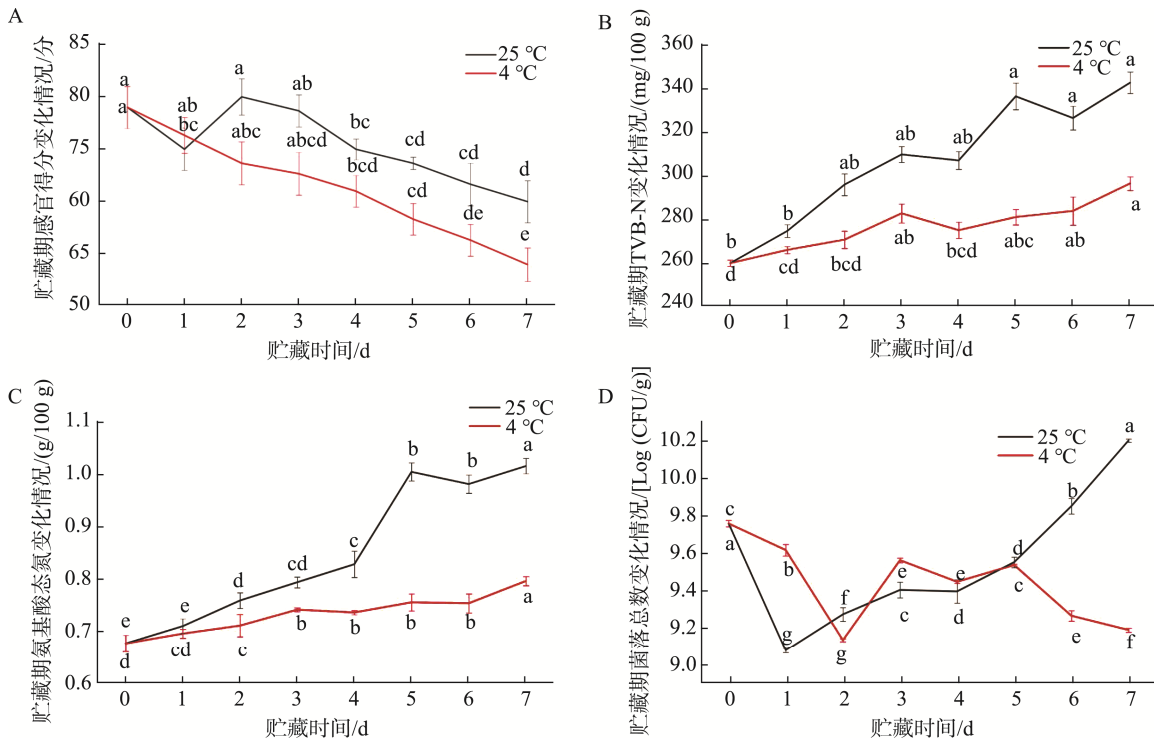 A
贮藏期感官得分变化情况/分
85
80
75
60
65
50
25 ℃
4 ℃
a
a
ab
bc
a
abc
ab
abcd
bc
bcd
cd
cd
cd
de
d
e
0 1 2 3 4 5 6 7
贮藏时间/d
B
贮藏期TVB-N变化情况/(mg/100 g)
360
340
320
300
280
260
240
25 ℃
4 ℃
b
d
b
cd
ab
bcd
ab
ab
ab
bcd
a
abc
a
ab
a
a
0 1 2 3 4 5 6 7
贮藏时间/d
C
贮藏期氨基酸态氮变化情况/(g/100 g)
1.1
1.0
0.9
0.8
0.7
0.6
25 ℃
4 ℃
e
d
e
cd
d
c
cd
b
c
b
b
b
b
b
a
a
0 1 2 3 4 5 6 7
贮藏时间/d
D
贮藏期菌落总数变化情况/[Log (CFU/g)]
10.2
9.8
9.6
9.4
9.2
9.0
25 ℃
4 ℃
c
a
b
g
f
g
e
c
e
d
d
c
b
e
a
f
0 1 2 3 4 5 6 7
贮藏时间/d